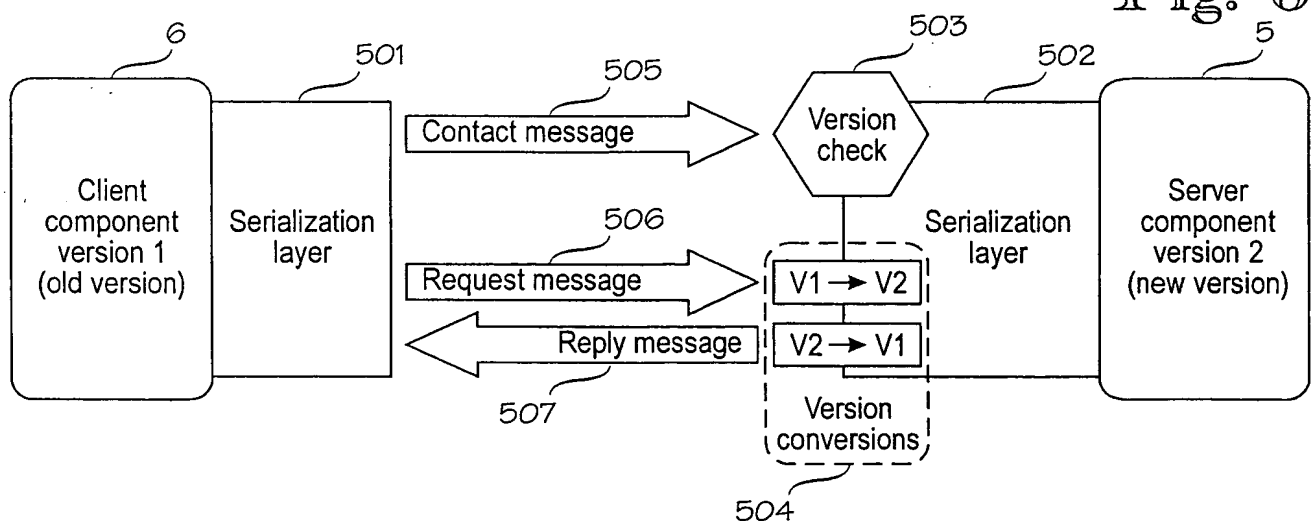 6
501
505
503
502
5
Client
component
version 1
(old version)
Serialization
layer
Contact message
Version
check
Serialization
layer
Server
component
version 2
(new version)
506
Request message
V1 → V2
Reply message
V2 → V1
507
Version
conversions
504